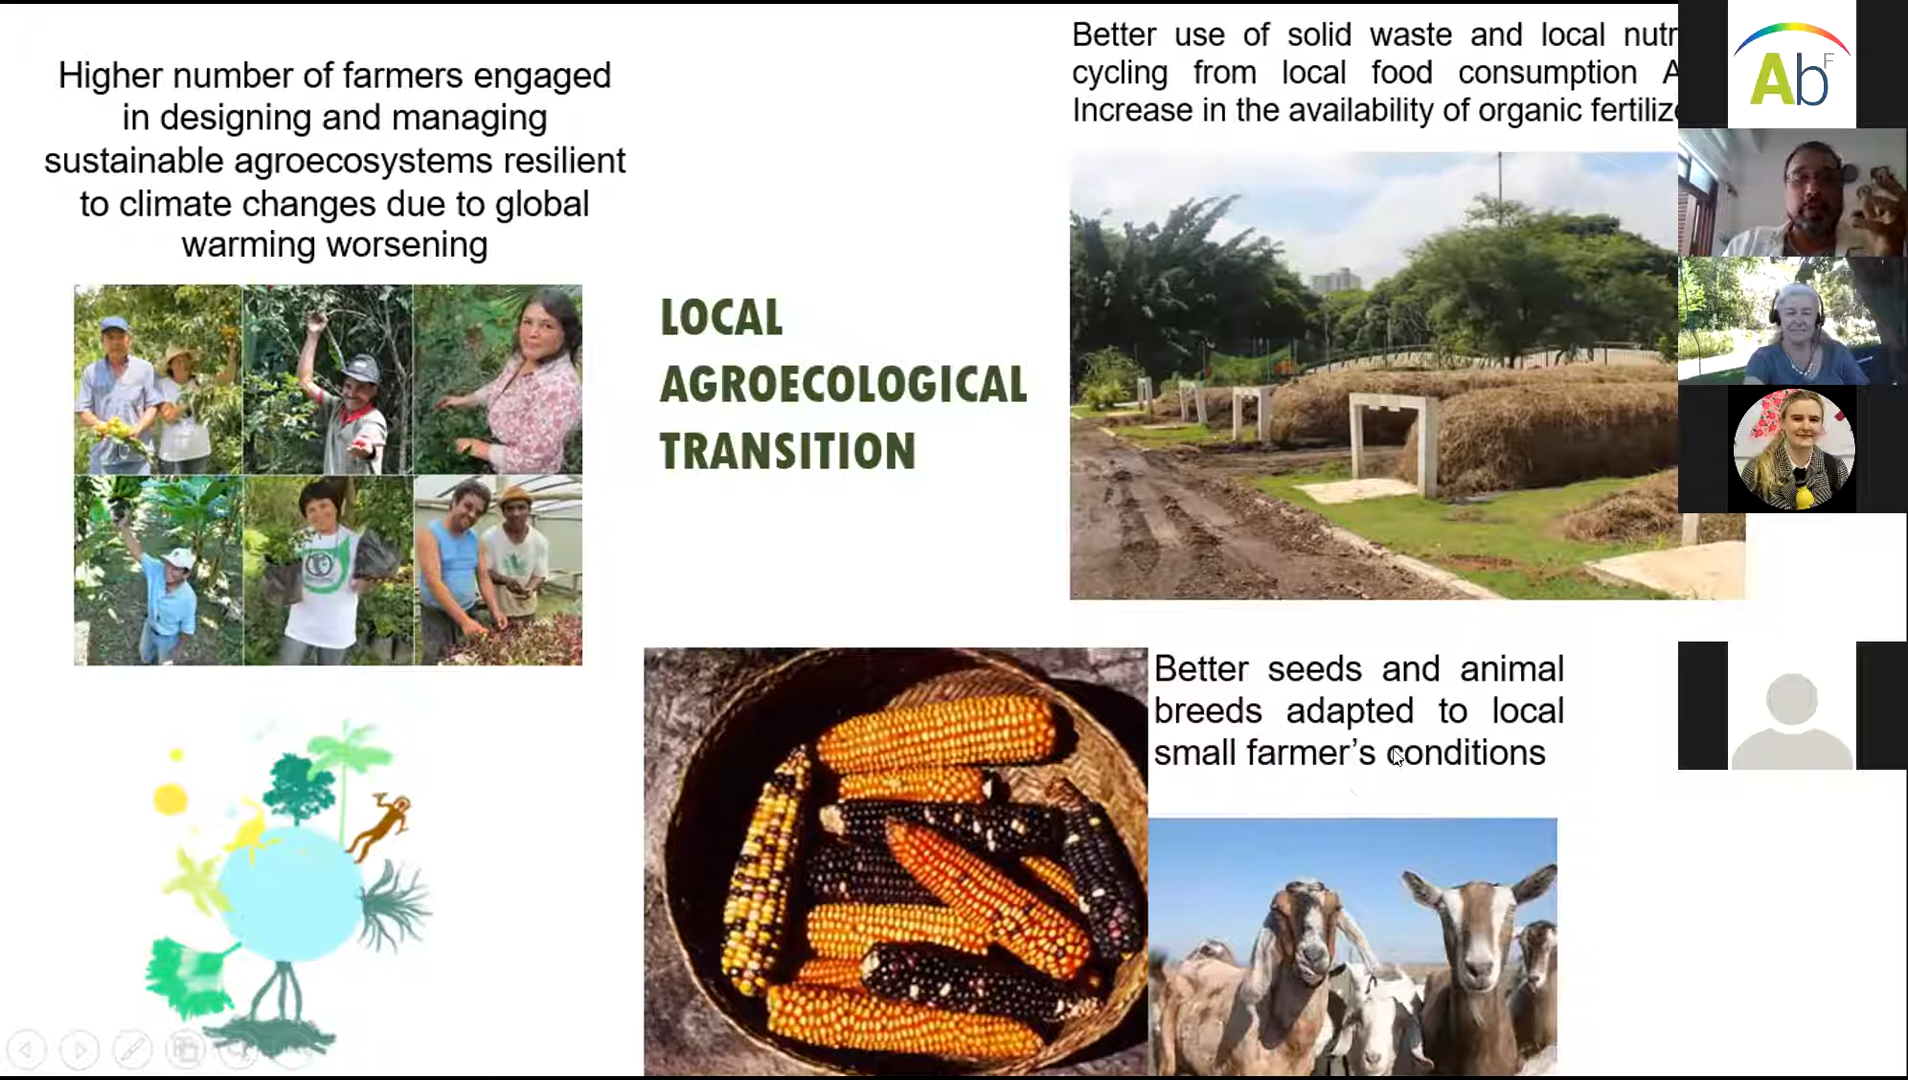 Higher number of farmers engaged
in designing and managing
sustainable agroecosystems resilient
to climate changes due to global
warming worsening
LOCAL
AGROECOLOGICAL
TRANSITION
Better use of solid waste and local
cycling from local food consumption
Increase in the availability of organic
Better seeds and animal
breeds adapted to local
small farmer's conditions
AbF